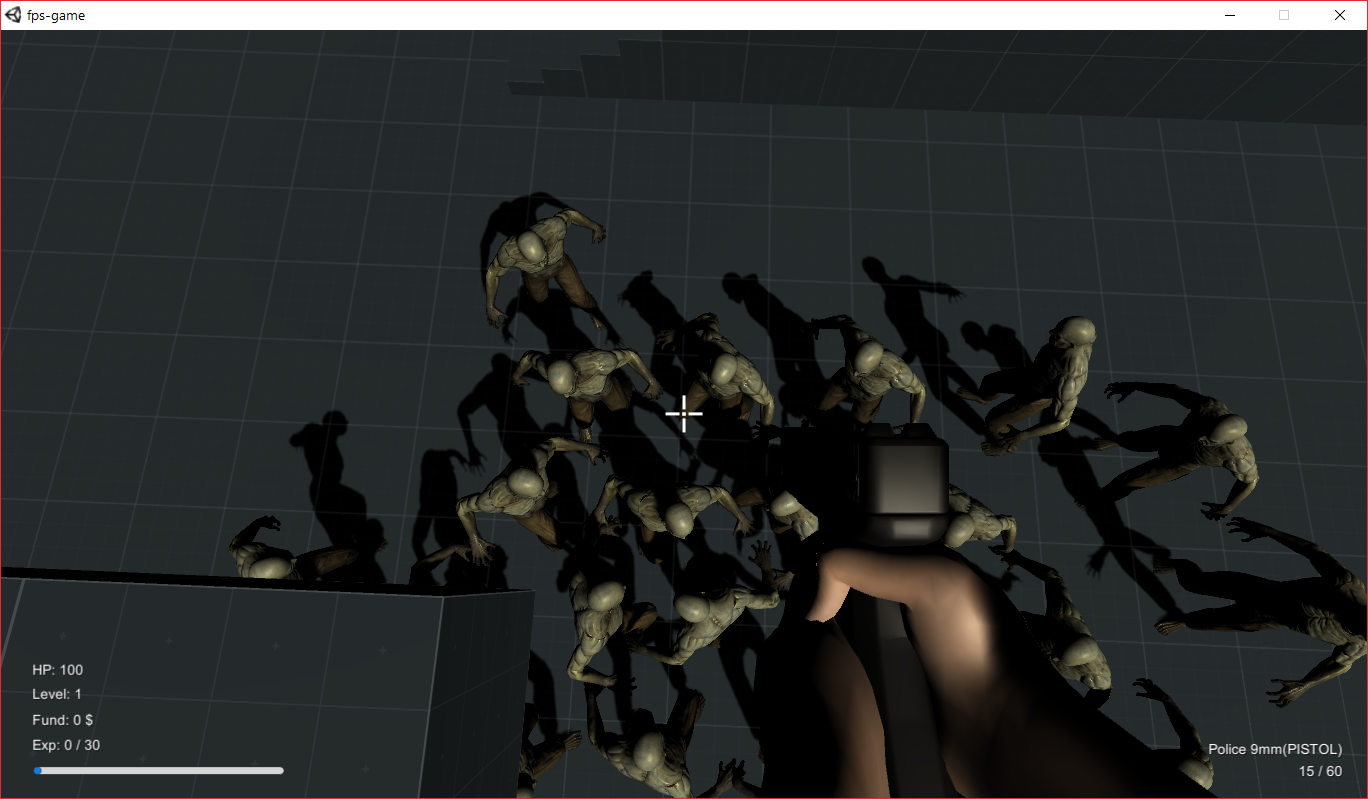 fps-game
HP: 100
Level: 1
Fund: 0 $
Exp: 0 / 30
Police 9mm(PISTOL)
15 / 60